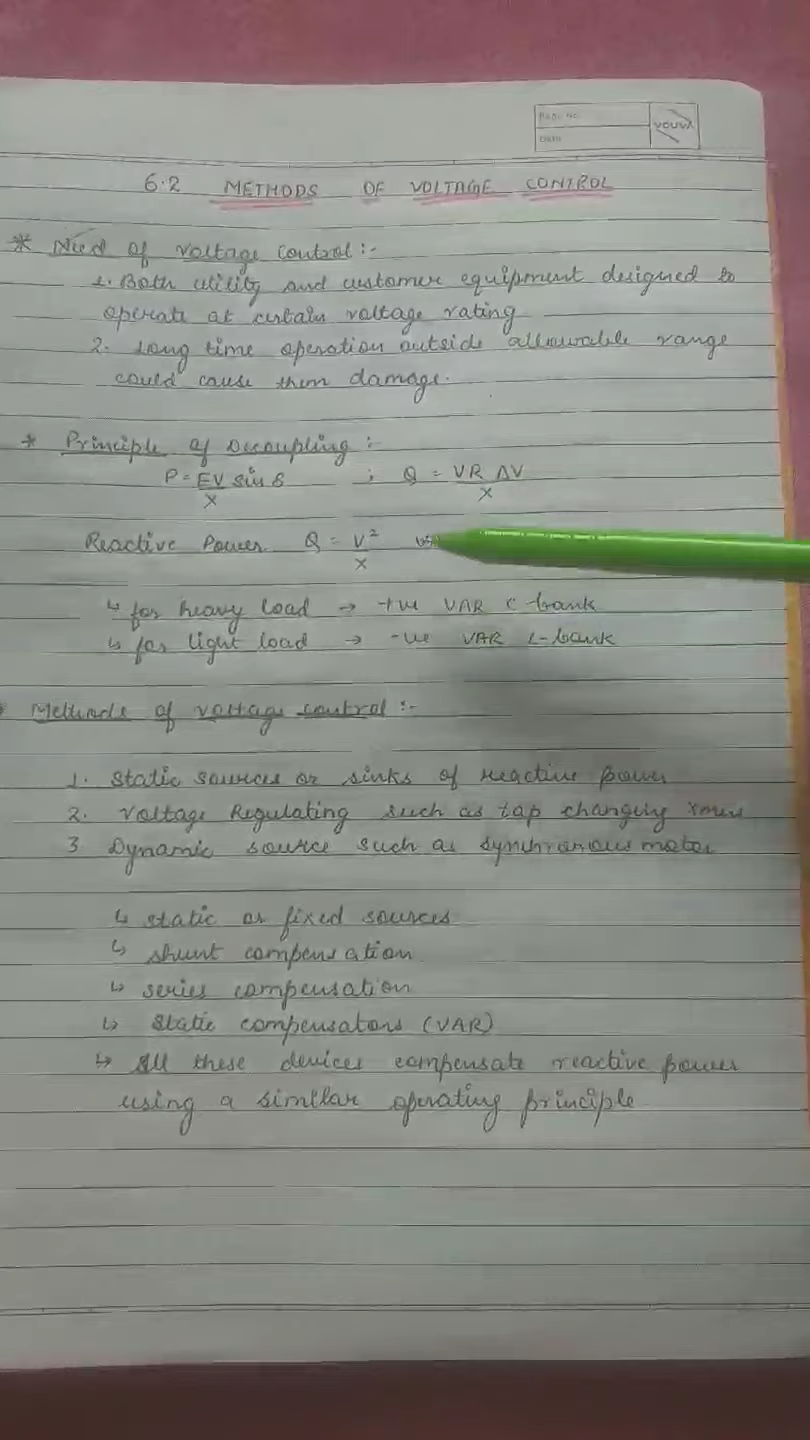 PAGE NO.
DATE
YOUVA
6.2 METHODS OF VOLTAGE CONTROL
* Need of voltage control :-
1. Both utility and customer equipment designed to
operate at certain voltage rating
2. Long time operation outside allowable range
could cause them damage.
* Principle of Decoupling :-
P = EV sin δ / X ; Q = VR ΔV / X
Reactive Power Q = V² / X
↳ for heavy load → +ve VAR C-bank
↳ for light load → -ve VAR L-bank
Methods of voltage control :-
1. Static sources or sinks of reactive power
2. Voltage Regulating such as tap changing xmer
3 Dynamic source such as synchronous motor
↳ static or fixed sources
↳ shunt compensation
↳ series compensation
↳ Static compensators (VAR)
↳ All these devices compensate reactive power
using a similar operating principle